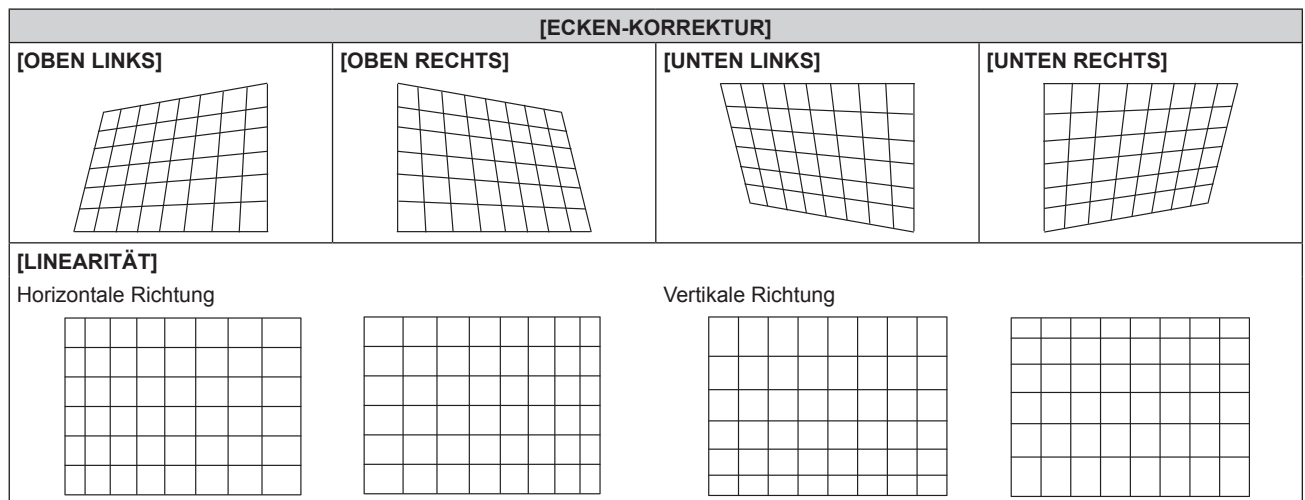 [ECKEN-KORREKTUR]
[OBEN LINKS]
[OBEN RECHTS]
[UNTEN LINKS]
[UNTEN RECHTS]
[LINEARITÄT]
Horizontale Richtung
Vertikale Richtung